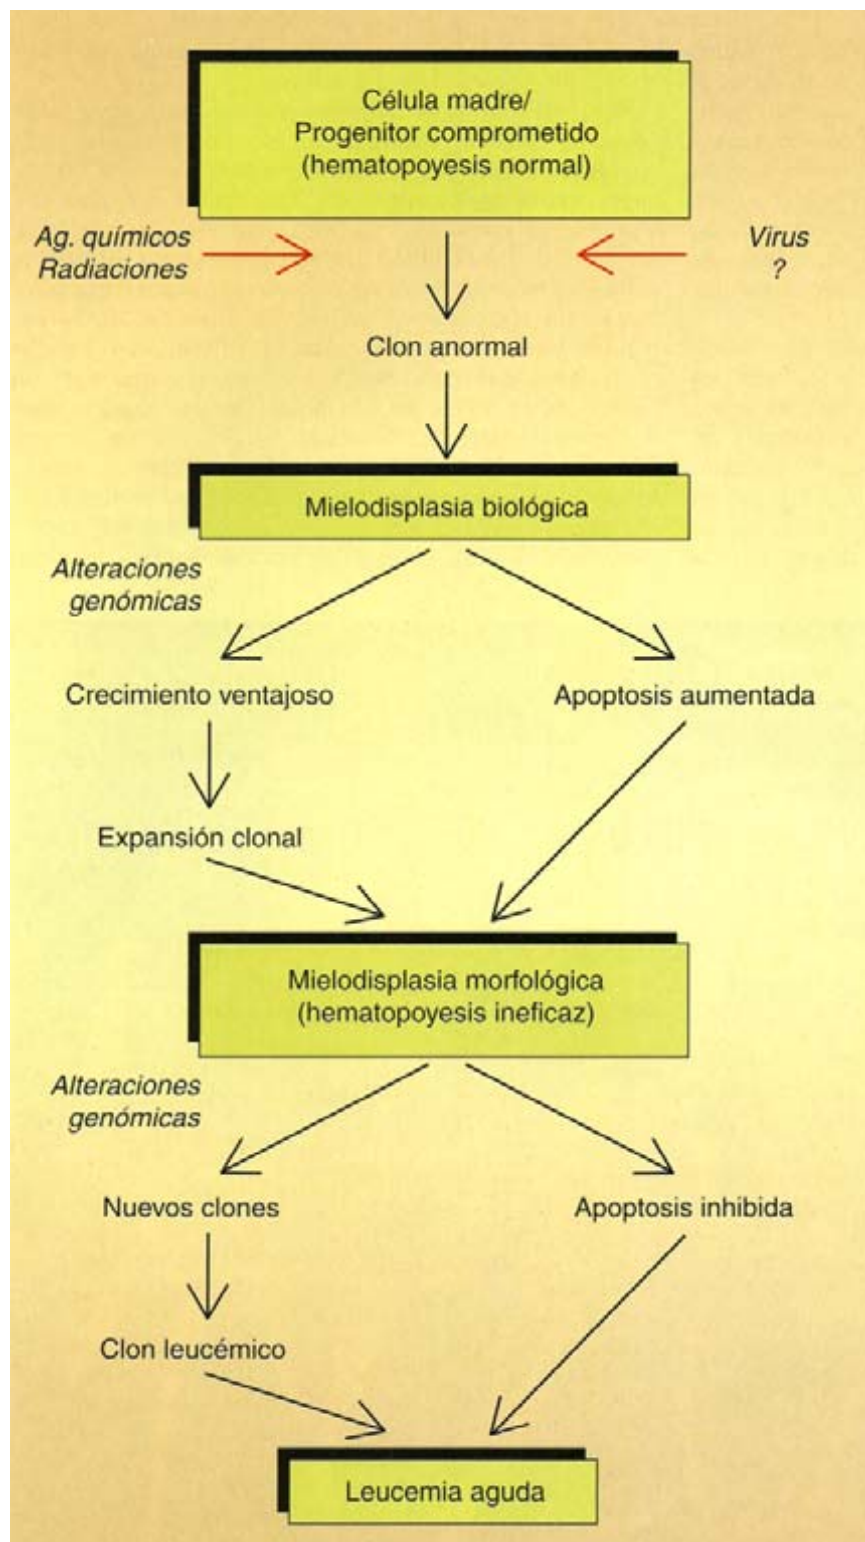 Célula madre/
Progenitor comprometido
(hematopoyesis normal)
Ag. químicos
Radiaciones
Virus
?
Clon anormal
Mielodisplasia biológica
Alteraciones
genómicas
Crecimiento ventajoso
Apoptosis aumentada
Expansión clonal
Mielodisplasia morfológica
(hematopoyesis ineficaz)
Alteraciones
genómicas
Nuevos clones
Apoptosis inhibida
Clon leucémico
Leucemia aguda